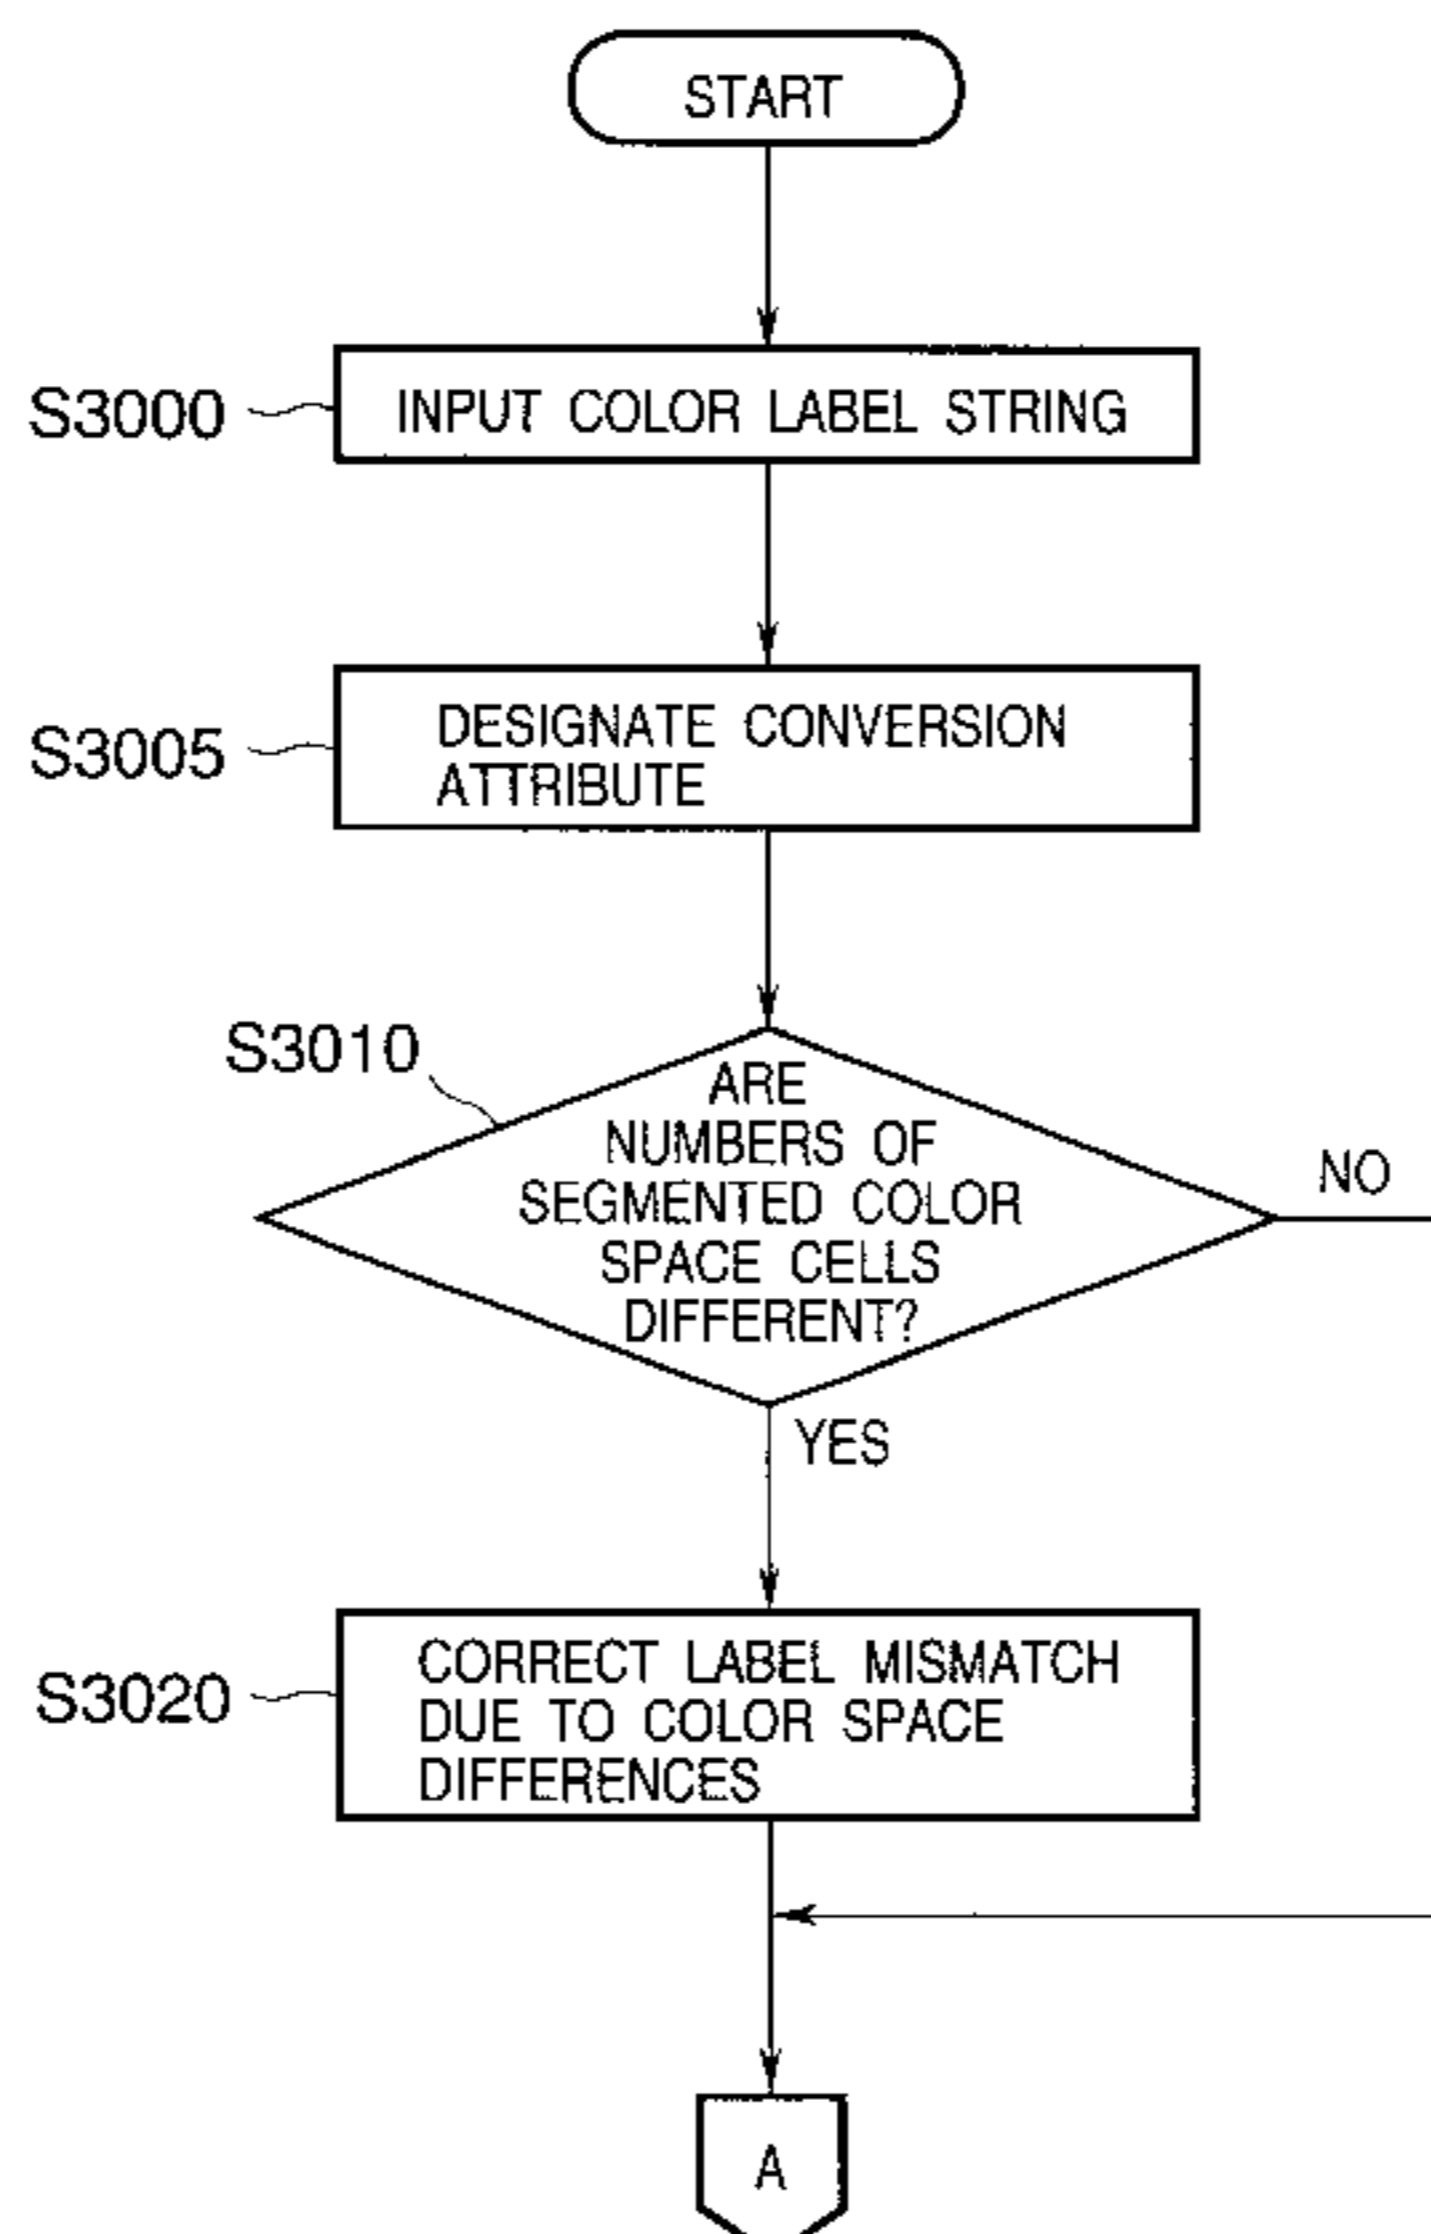 START
S3000
INPUT COLOR LABEL STRING
S3005
DESIGNATE CONVERSION
ATTRIBUTE
S3010
ARE
NUMBERS OF
SEGMENTED COLOR
SPACE CELLS
DIFFERENT?
NO
YES
S3020
CORRECT LABEL MISMATCH
DUE TO COLOR SPACE
DIFFERENCES
A